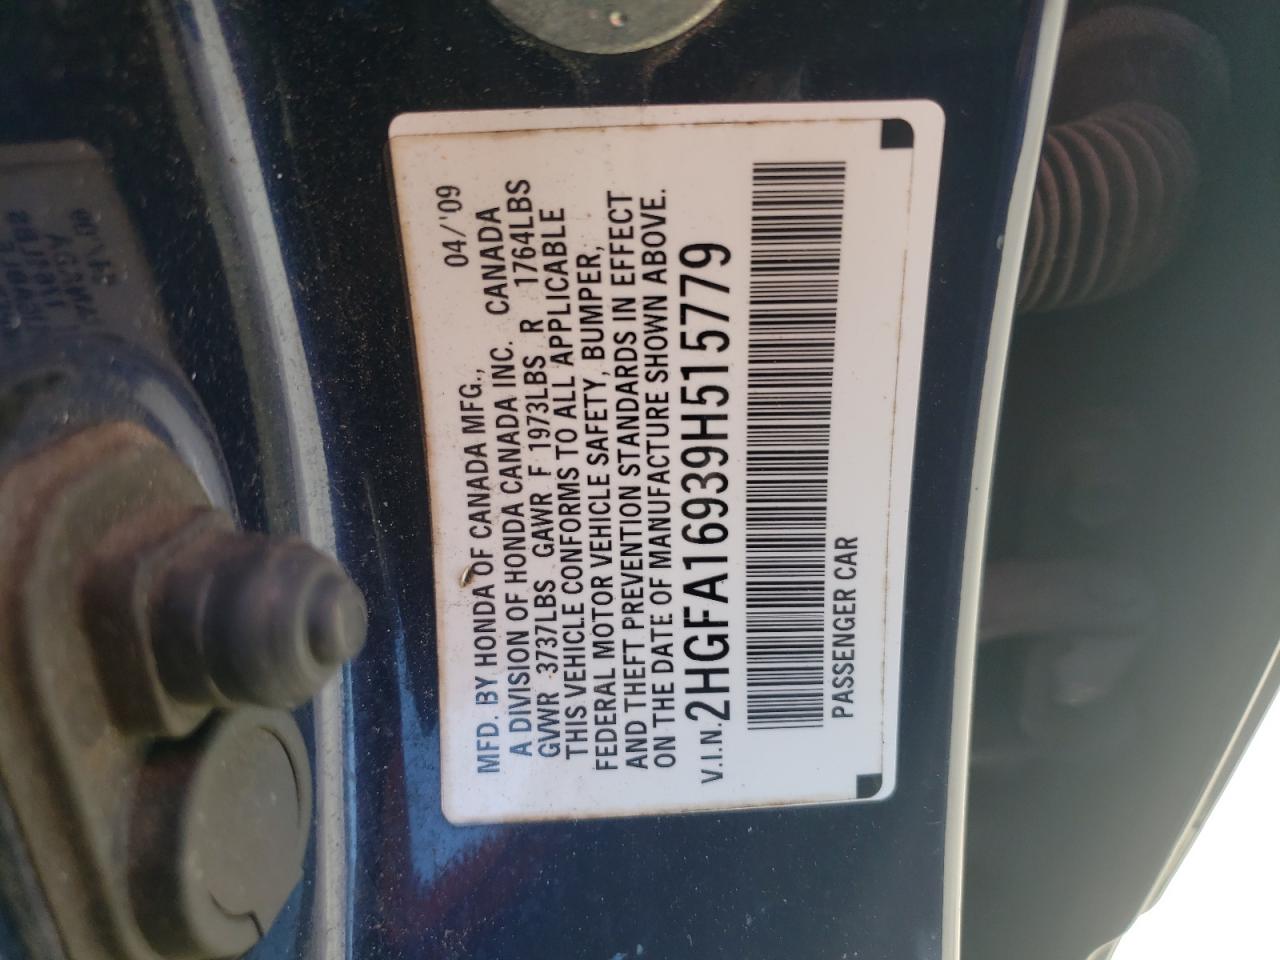 MFD. BY HONDA OF CANADA MFG., 04/'09
A DIVISION OF HONDA CANADA INC. CANADA
GVWR 3737LBS GAWR F 1973LBS R 1764LBS
THIS VEHICLE CONFORMS TO ALL APPLICABLE
FEDERAL MOTOR VEHICLE SAFETY, BUMPER,
AND THEFT PREVENTION STANDARDS IN EFFECT
ON THE DATE OF MANUFACTURE SHOWN ABOVE.
V.I.N. 2HGFA16939H515779
PASSENGER CAR